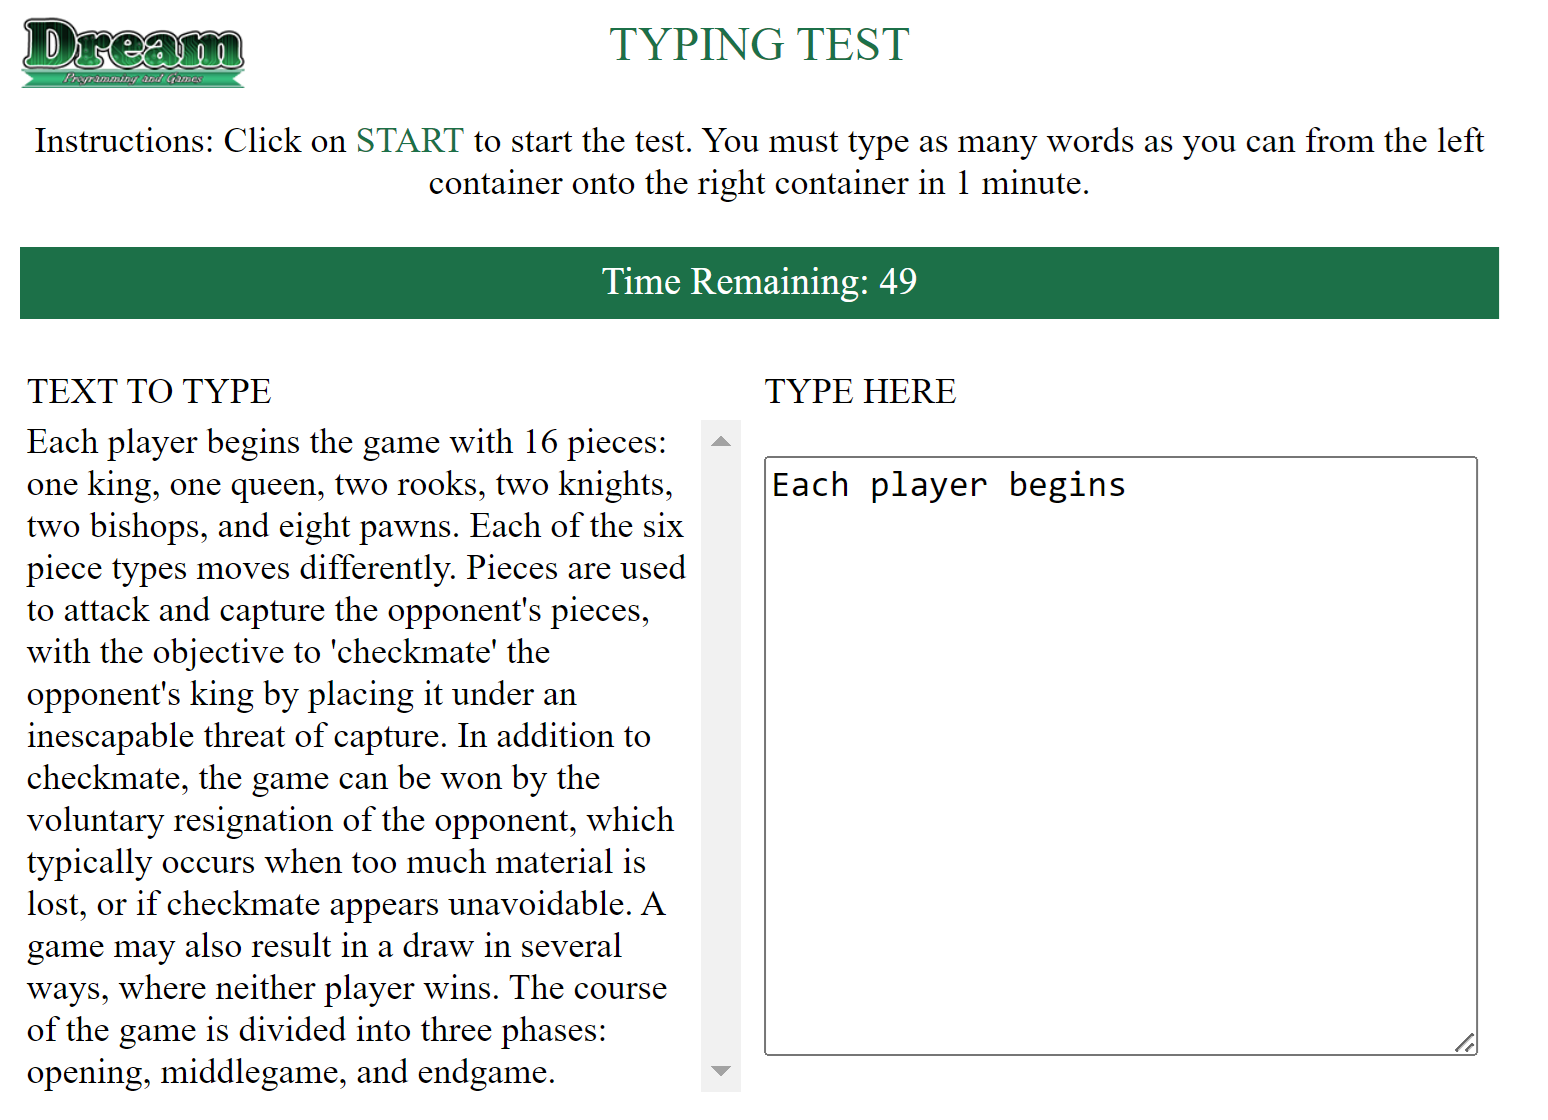 Dream
Programming and Games
TYPING TEST
Instructions: Click on START to start the test. You must type as many words as you can from the left
container onto the right container in 1 minute.
Time Remaining: 49
TEXT TO TYPE
Each player begins the game with 16 pieces:
one king, one queen, two rooks, two knights,
two bishops, and eight pawns. Each of the six
piece types moves differently. Pieces are used
to attack and capture the opponent's pieces,
with the objective to 'checkmate' the
opponent's king by placing it under an
inescapable threat of capture. In addition to
checkmate, the game can be won by the
voluntary resignation of the opponent, which
typically occurs when too much material is
lost, or if checkmate appears unavoidable. A
game may also result in a draw in several
ways, where neither player wins. The course
of the game is divided into three phases:
opening, middlegame, and endgame.
TYPE HERE
Each player begins